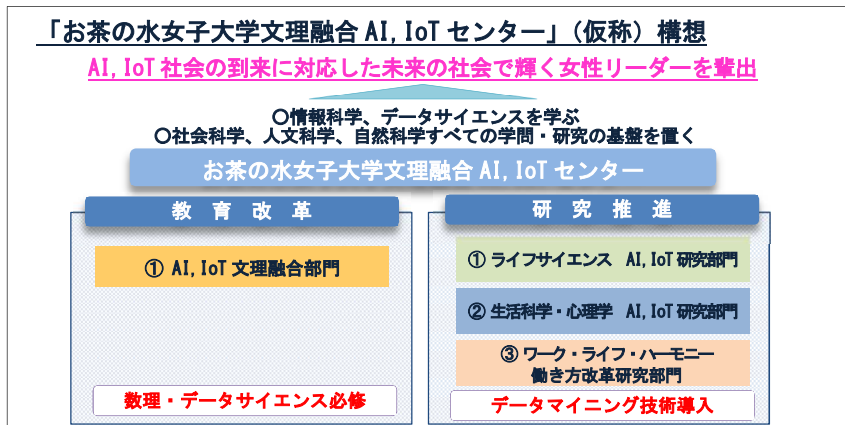 「お茶の水女子大学文理融合 AI, IoT センター」（仮称）構想
AI, IoT 社会の到来に対応した未来の社会で輝く女性リーダーを輩出
○情報科学、データサイエンスを学ぶ
○社会科学、人文科学、自然科学すべての学問・研究の基盤を置く
お茶の水女子大学文理融合 AI, IoT センター
教 育 改 革
① AI, IoT 文理融合部門
数理・データサイエンス必修
研 究 推 進
① ライフサイエンス AI, IoT 研究部門
② 生活科学・心理学 AI, IoT 研究部門
③ ワーク・ライフ・ハーモニー
働き方改革研究部門
データマイニング技術導入